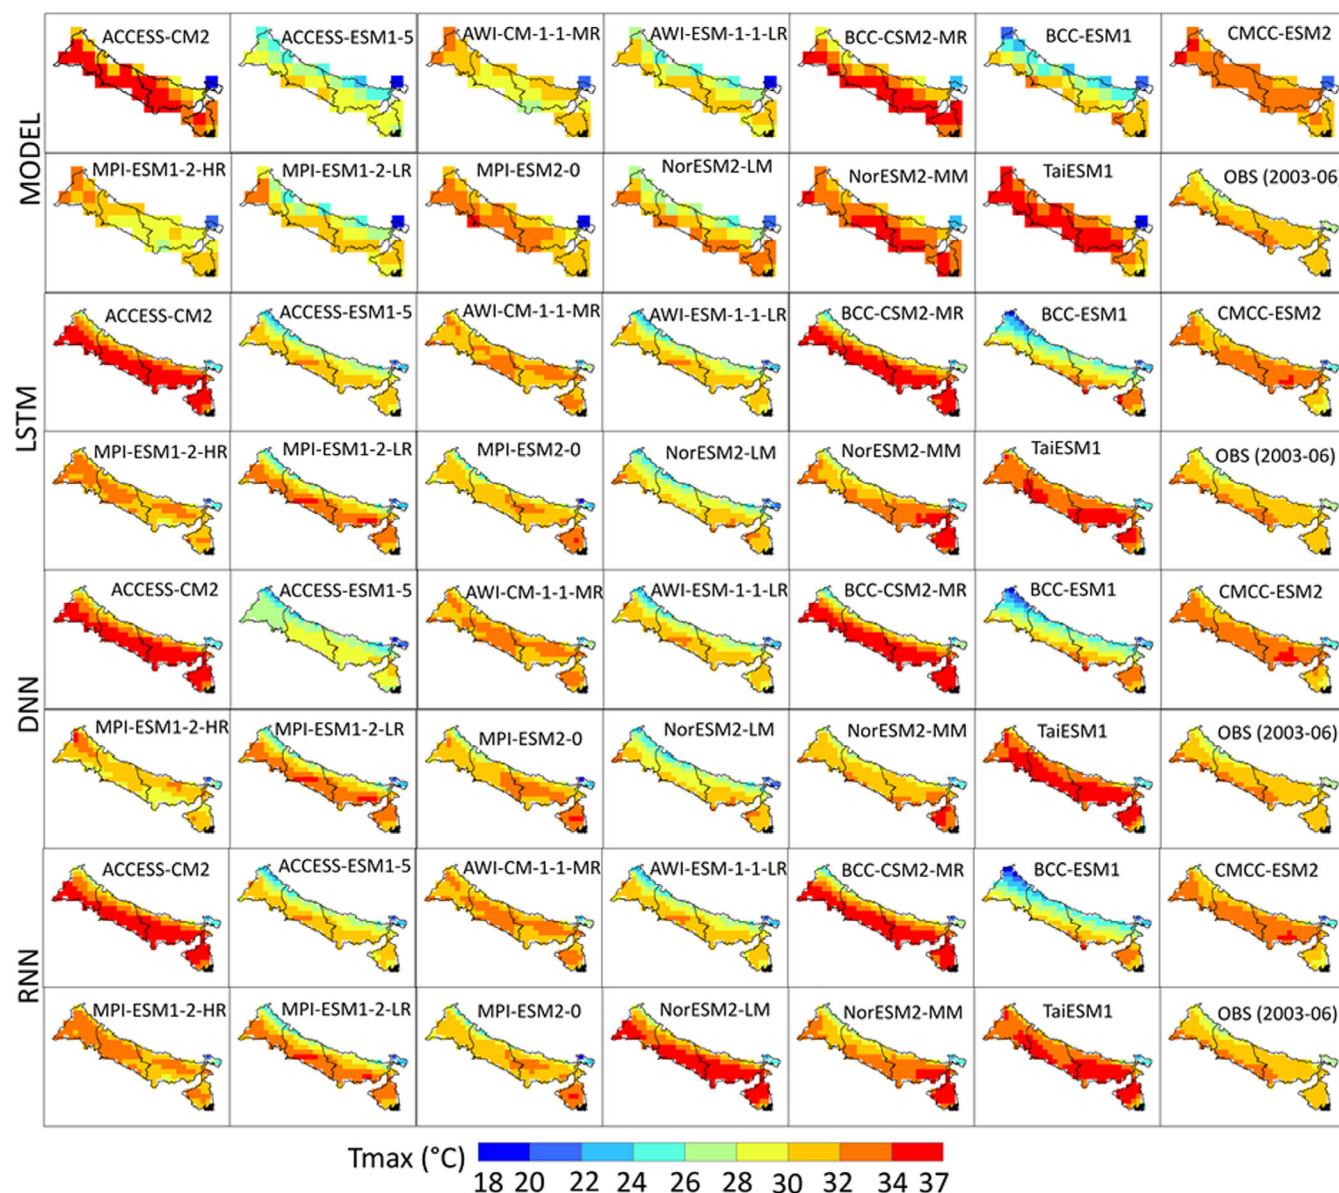 ACCESS-CM2 ACCESS-ESM1-5 AWI-CM-1-1-MR AWI-ESM-1-1-LR BCC-CSM2-MR BCC-ESM1 CMCC-ESM2
MODEL
MPI-ESM1-2-HR MPI-ESM1-2-LR MPI-ESM2-0 NorESM2-LM NorESM2-MM TaiESM1 OBS (2003-06)
ACCESS-CM2 ACCESS-ESM1-5 AWI-CM-1-1-MR AWI-ESM-1-1-LR BCC-CSM2-MR BCC-ESM1 CMCC-ESM2
LSTM
MPI-ESM1-2-HR MPI-ESM1-2-LR MPI-ESM2-0 NorESM2-LM NorESM2-MM TaiESM1 OBS (2003-06)
ACCESS-CM2 ACCESS-ESM1-5 AWI-CM-1-1-MR AWI-ESM-1-1-LR BCC-CSM2-MR BCC-ESM1 CMCC-ESM2
DNN
MPI-ESM1-2-HR MPI-ESM1-2-LR MPI-ESM2-0 NorESM2-LM NorESM2-MM TaiESM1 OBS (2003-06)
ACCESS-CM2 ACCESS-ESM1-5 AWI-CM-1-1-MR AWI-ESM-1-1-LR BCC-CSM2-MR BCC-ESM1 CMCC-ESM2
RNN
MPI-ESM1-2-HR MPI-ESM1-2-LR MPI-ESM2-0 NorESM2-LM NorESM2-MM TaiESM1 OBS (2003-06)
Tmax (°C)
18 20 22 24 26 28 30 32 34 37